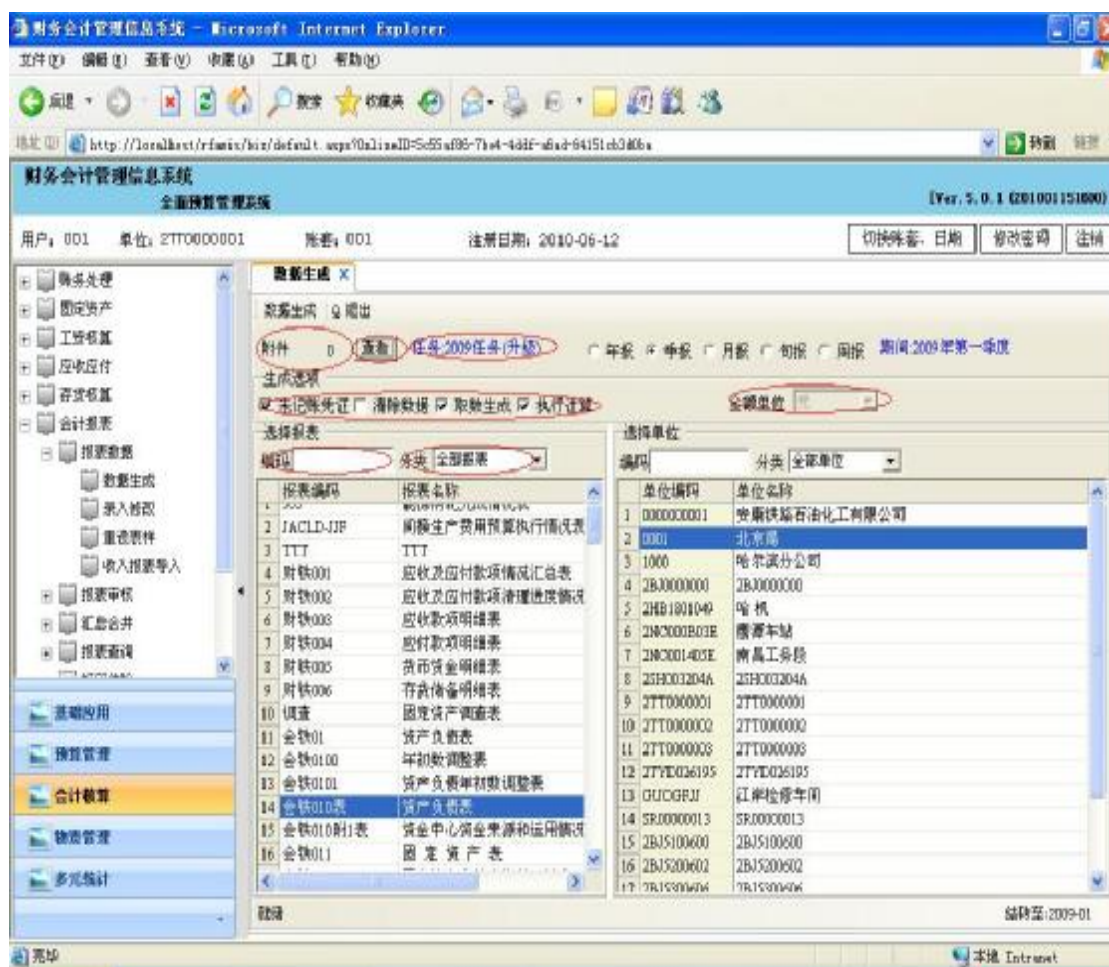 财务会计管理信息系统 - Microsoft Internet Explorer
文件(F) 编辑(E) 查看(V) 收藏(A) 工具(T) 帮助(H)
后退 搜索 收藏夹
地址(D) 转到 链接
财务会计管理信息系统
全面预算管理系统
[Ver. 5.0.1 (201001151600)
用户: 001 单位: 2TT0000001 账套: 001 注册日期: 2010-06-12 切换账套、日期 修改密码 注销
账务处理
固定资产
工资核算
应收应付
存货核算
会计报表
报表数据
数据生成
录入修改
重设表样
收入报表导入
报表审核
汇总合并
报表查询
基础应用
预算管理
会计核算
物资管理
多元统计
数据生成 X
数据生成 退出
附件 0 查看 任务:2009任务(升级) 年报 季报 月报 旬报 周报 期间:2009年第一季度
生成选项
未记账凭证 清除数据 取数生成 执行运算 金额单位 元
选择报表
编码 分类 全部报表
报表编码 报表名称
2 JACLD-JJF 间接生产费用预算执行情况表
3 TTT TTT
4 财铁001 应收及应付款项情况汇总表
5 财铁002 应收及应付款项清理进度情况
6 财铁003 应收款项明细表
7 财铁004 应付款项明细表
8 财铁005 货币资金明细表
9 财铁006 存货储备明细表
10 调查 固定资产调查表
11 会铁01 资产负债表
12 会铁0100 年初数调整表
13 会铁0101 资产负债年初数调整表
14 会铁010表 资产负债表
15 会铁010附1表 资金中心资金来源和运用情况
16 会铁011 固 定 资 产 表
选择单位
编码 分类 全部单位
单位编码 单位名称
1 0000000001 安康铁路石油化工有限公司
2 0001 北京局
3 1000 哈尔滨分公司
4 2BJ0000000 2BJ0000000
5 2HB1801049 哈机
6 2NC000B03E 鹰潭车站
7 2NC001405E 南昌工务段
8 2SH003204A 2SH003204A
9 2TT0000001 2TT0000001
10 2TT0000002 2TT0000002
11 2TT0000003 2TT0000003
12 2TYD026195 2TYD026195
13 GUOGFJJ 江岸检修车间
14 SR00000013 SR00000013
15 2BJ5100600 2BJ5100600
16 2BJ5200602 2BJ5200602
17 2BJ5300606 2BJ5300606
就绪 结转至:2009-01
完毕 本地 Intranet